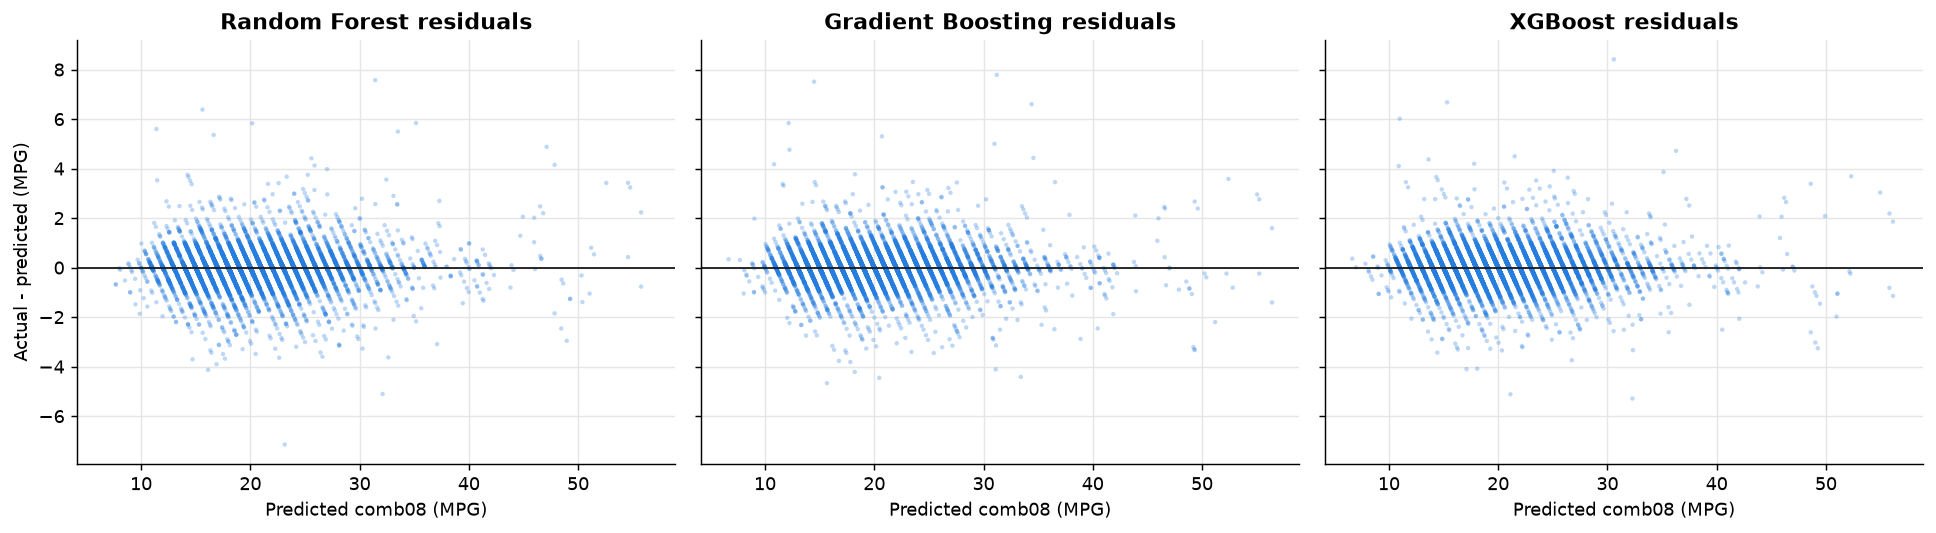 Random Forest residuals
Gradient Boosting residuals
XGBoost residuals
Actual - predicted (MPG)
8
6
4
2
0
−2
−4
−6
10 20 30 40 50
10 20 30 40 50
10 20 30 40 50
Predicted comb08 (MPG)
Predicted comb08 (MPG)
Predicted comb08 (MPG)